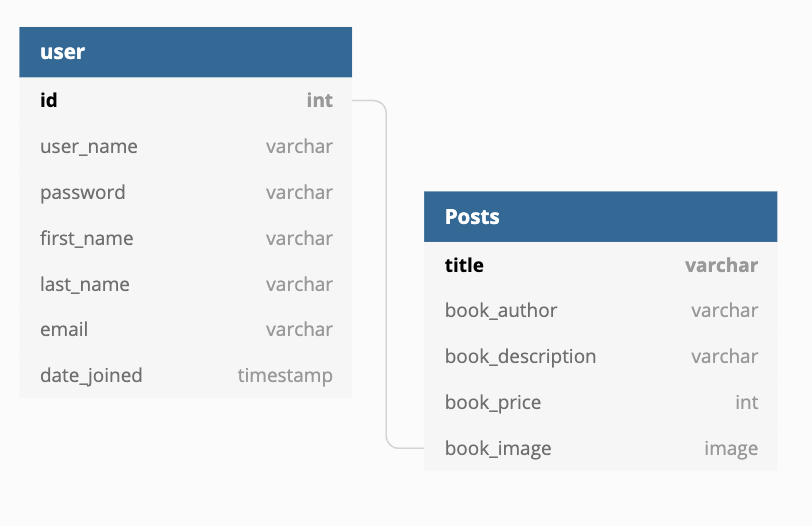 user
id int
user_name varchar
password varchar
first_name varchar
last_name varchar
email varchar
date_joined timestamp
Posts
title varchar
book_author varchar
book_description varchar
book_price int
book_image image